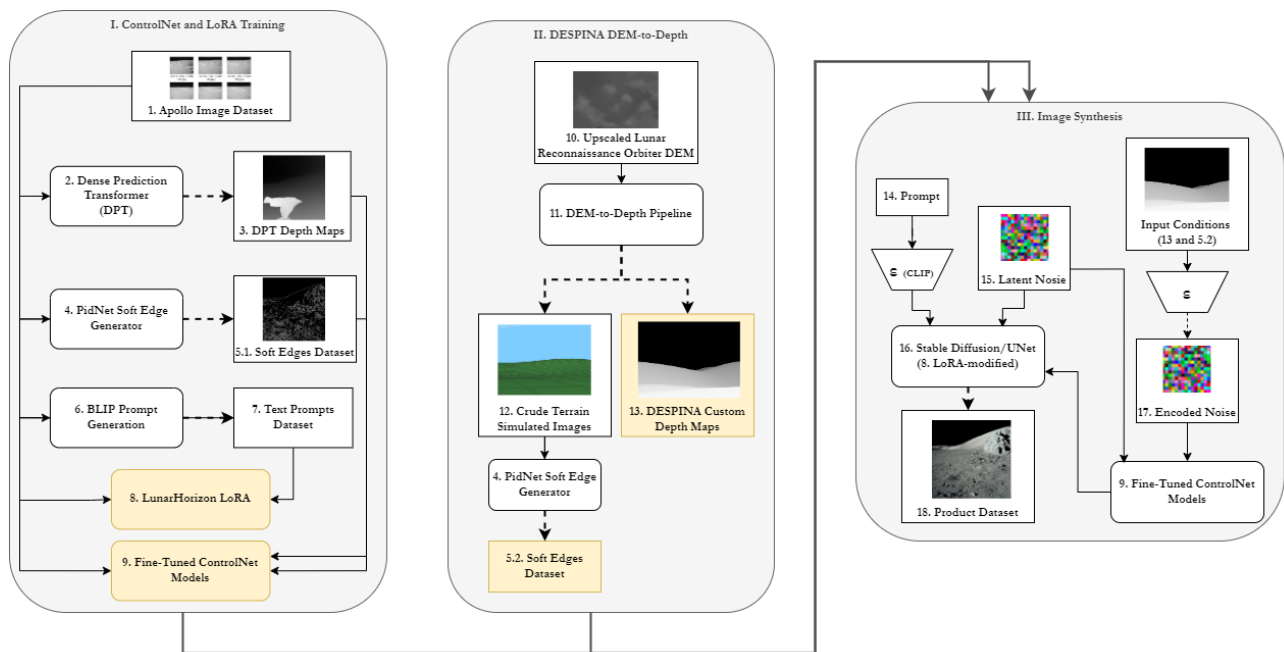 I. ControlNet and LoRA Training
1. Apollo Image Dataset
2. Dense Prediction
Transformer
(DPT)
3. DPT Depth Maps
4. PidNet Soft Edge
Generator
5.1. Soft Edges Dataset
6. BLIP Prompt
Generation
7. Text Prompts
Dataset
8. LunarHorizon LoRA
9. Fine-Tuned ControlNet
Models
II. DESPINA DEM-to-Depth
10. Upscaled Lunar
Reconnaissance Orbiter DEM
11. DEM-to-Depth Pipeline
12. Crude Terrain
Simulated Images
13. DESPINA Custom
Depth Maps
4. PidNet Soft Edge
Generator
5.2. Soft Edges
Dataset
III. Image Synthesis
14. Prompt
ε (CLIP)
15. Latent Nosie
Input Conditions
(13 and 5.2)
ε
16. Stable Diffusion/UNet
(8. LoRA-modified)
17. Encoded Noise
18. Product Dataset
9. Fine-Tuned ControlNet
Models